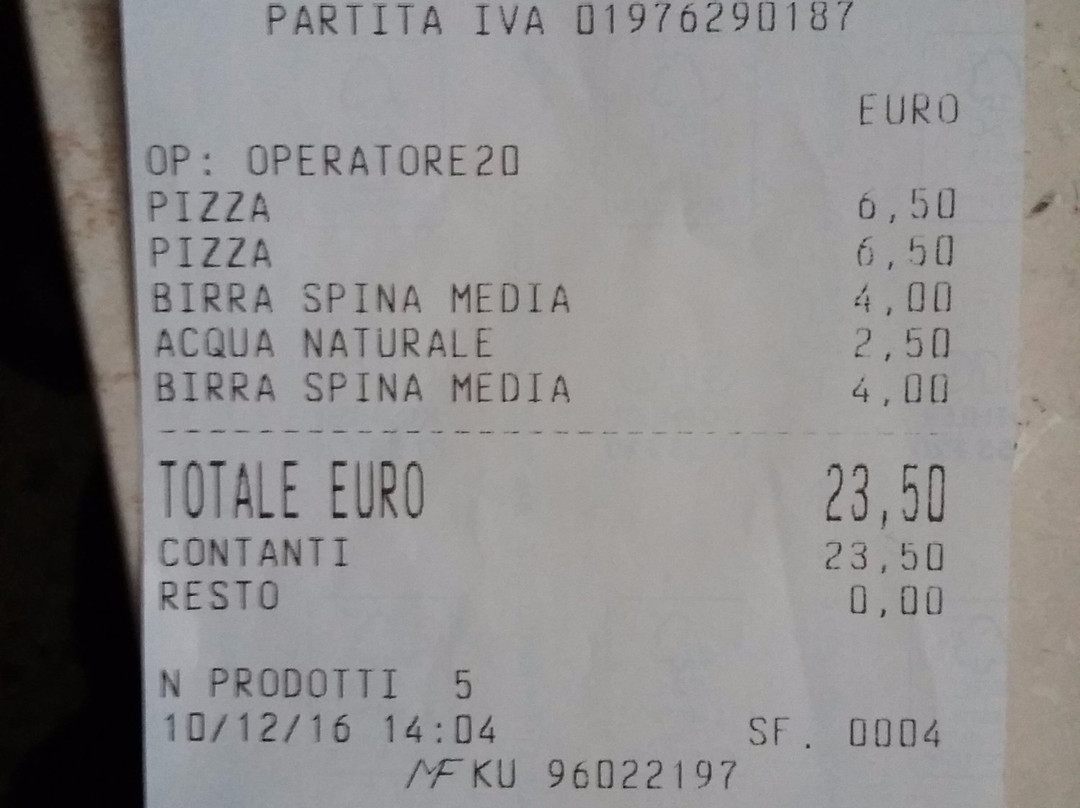 PARTITA IVA 01976290187
EURO
OP: OPERATORE20
PIZZA 6,50
PIZZA 6,50
BIRRA SPINA MEDIA 4,00
ACQUA NATURALE 2,50
BIRRA SPINA MEDIA 4,00
TOTALE EURO 23,50
CONTANTI 23,50
RESTO 0,00
N PRODOTTI 5
10/12/16 14:04 SF. 0004
MF KU 96022197